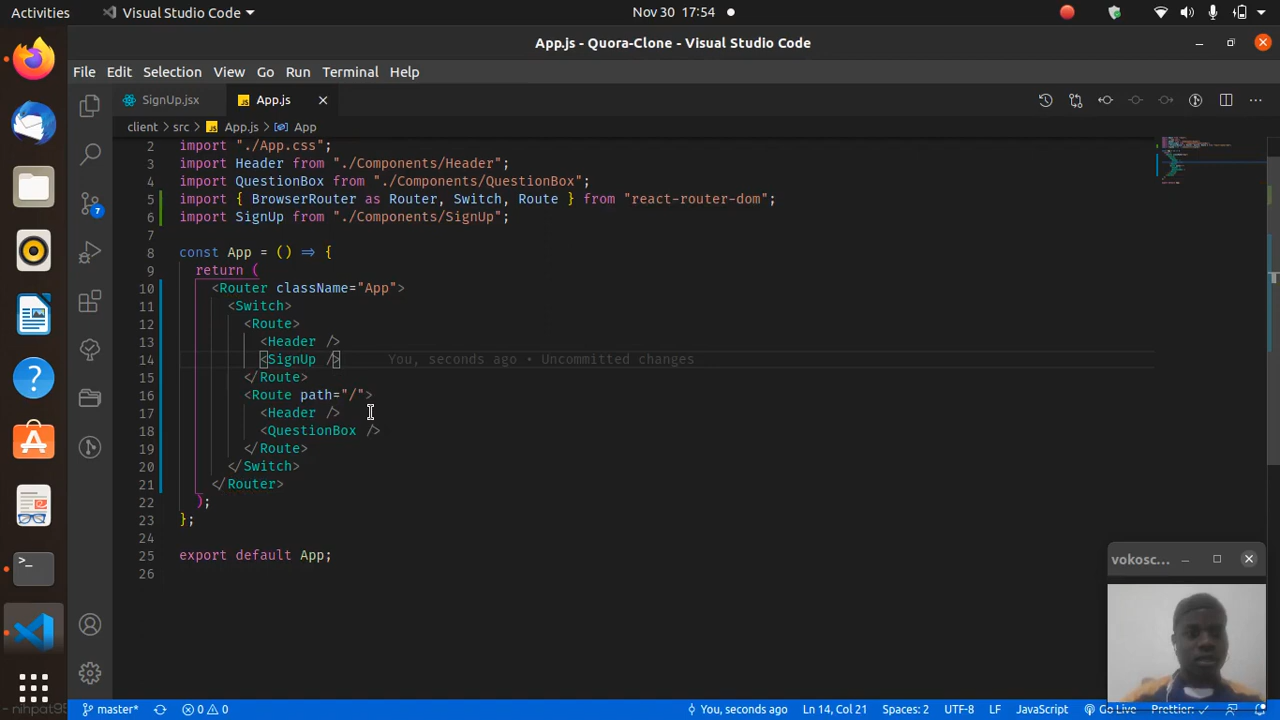 Activities
Visual Studio Code
Nov 30 17:54
App.js - Quora-Clone - Visual Studio Code
File Edit Selection View Go Run Terminal Help
SignUp.jsx
JS App.js
client > src > JS App.js > App
2 import "./App.css";
3 import Header from "./Components/Header";
4 import QuestionBox from "./Components/QuestionBox";
5 import { BrowserRouter as Router, Switch, Route } from "react-router-dom";
6 import SignUp from "./Components/SignUp";
7
8 const App = () => {
9 return (
10 <Router className="App">
11 <Switch>
12 <Route>
13 <Header />
14 <SignUp /> You, seconds ago • Uncommitted changes
15 </Route>
16 <Route path="/">
17 <Header />
18 <QuestionBox />
19 </Route>
20 </Switch>
21 </Router>
22 );
23 };
24
25 export default App;
26
7
vokosc...
master*
0 0
You, seconds ago Ln 14, Col 21 Spaces: 2 UTF-8 LF JavaScript Go Live Prettier: ✓